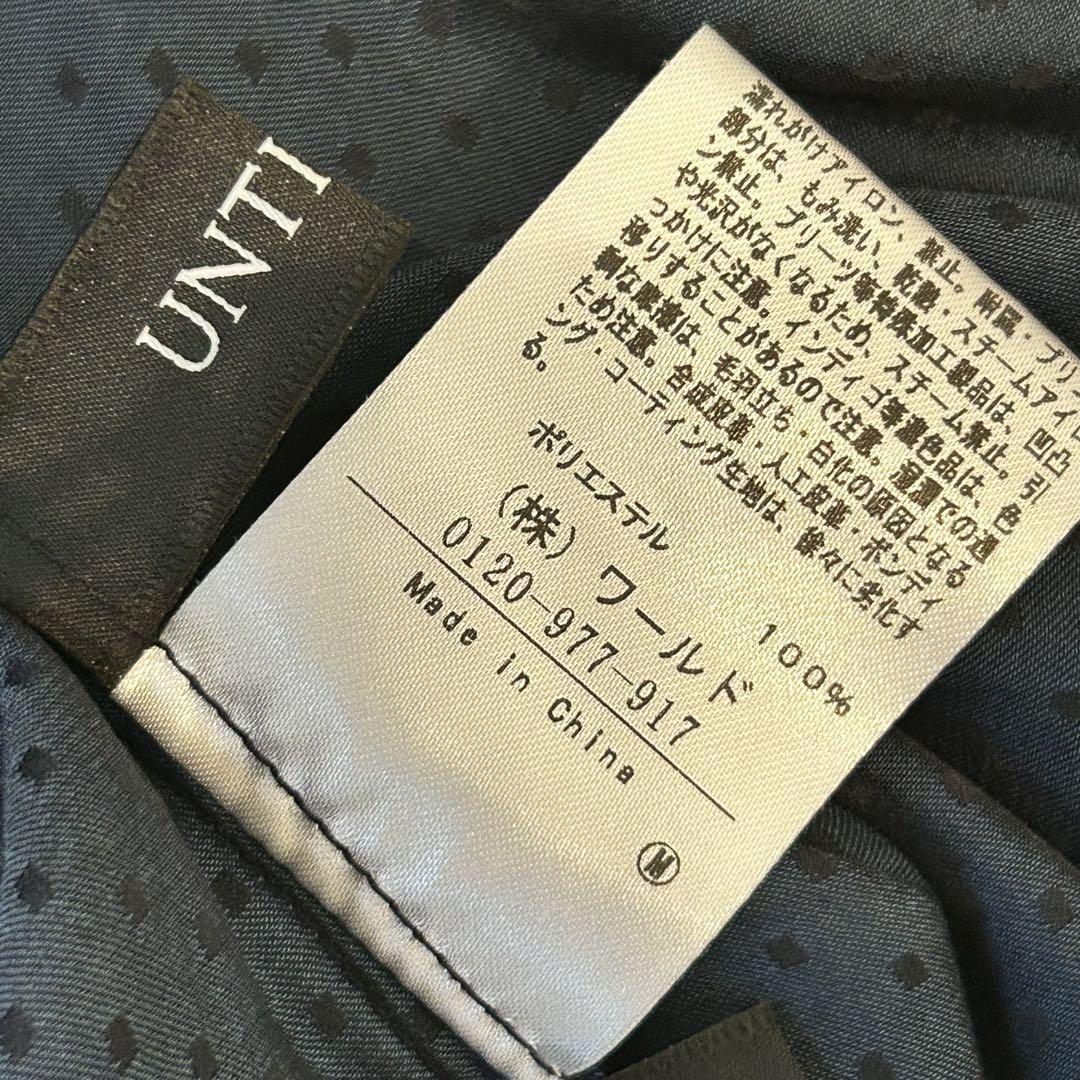 UNTI
濡れがけアイロン、禁止。附属・プリ
部分は、もみ洗い、乾燥・スチームアイロ
ン禁止。プリーツ等特殊加工製品は、凹凸
や光沢がなくなるため、スチーム禁止。
つかけに注意。インディゴ等濃色品は、色
移りすることがあるので注意。湿潤での過
剰な摩擦は、毛羽立ち・白化の原因となる
ため注意。合成皮革・人工皮革・ボンディ
ング・コーティング生地は、徐々に劣化す
る。
ポリエステル 100%
(株)ワールド
0120-977-917
Made in China
M